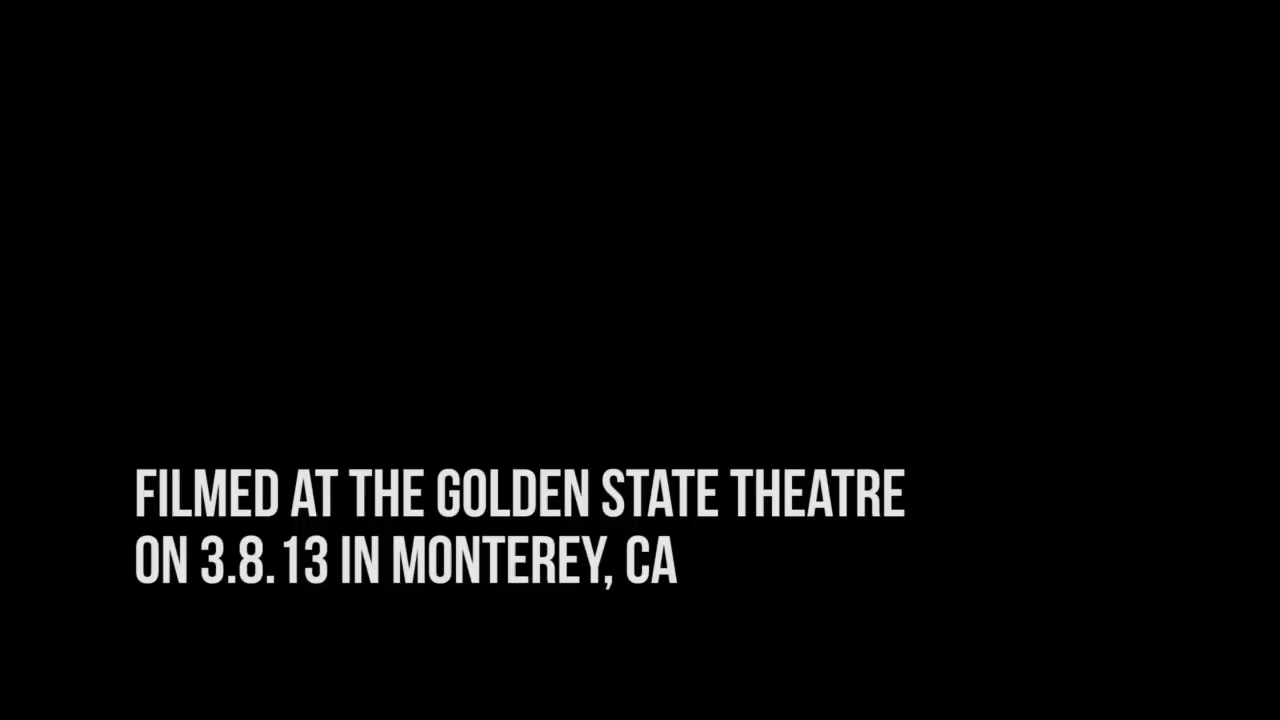 FILMED AT THE GOLDEN STATE THEATRE
ON 3.8.13 IN MONTEREY, CA